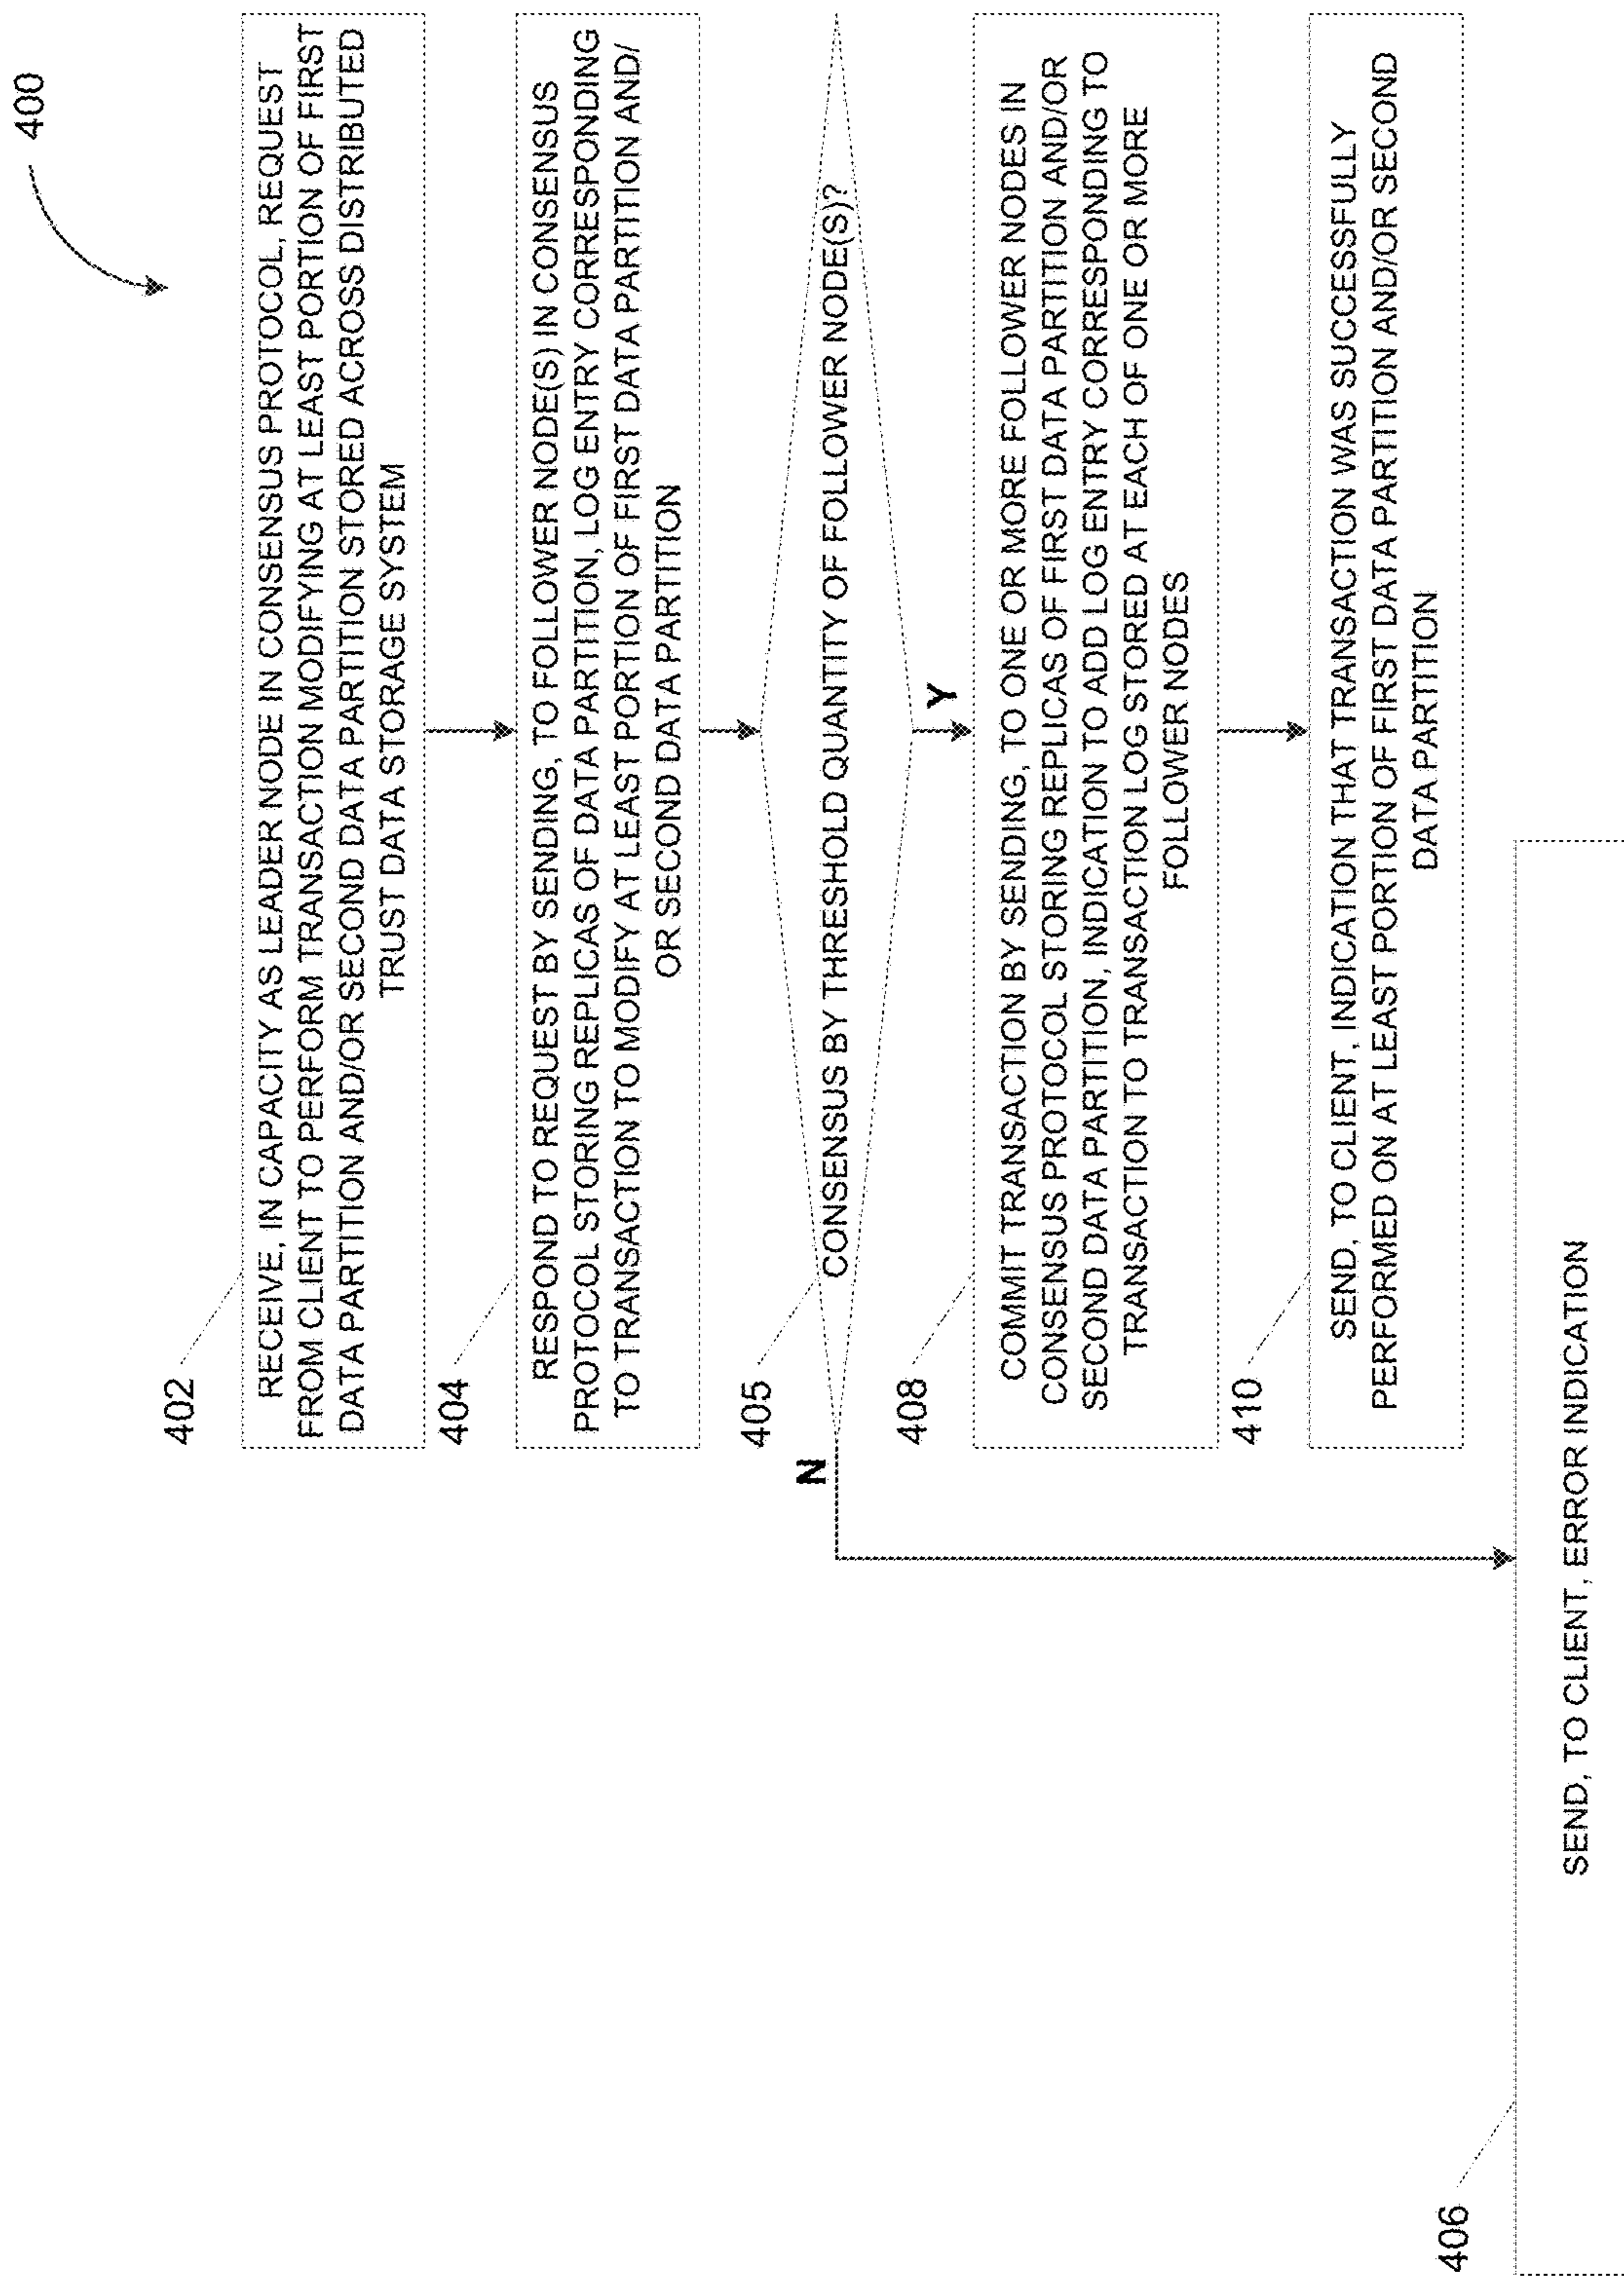 400
402
RECEIVE, IN CAPACITY AS LEADER NODE IN CONSENSUS PROTOCOL, REQUEST
FROM CLIENT TO PERFORM TRANSACTION MODIFYING AT LEAST PORTION OF FIRST
DATA PARTITION AND/OR SECOND DATA PARTITION STORED ACROSS DISTRIBUTED
TRUST DATA STORAGE SYSTEM
404
RESPOND TO REQUEST BY SENDING, TO FOLLOWER NODE(S) IN CONSENSUS
PROTOCOL STORING REPLICAS OF DATA PARTITION, LOG ENTRY CORRESPONDING
TO TRANSACTION TO MODIFY AT LEAST PORTION OF FIRST DATA PARTITION AND/
OR SECOND DATA PARTITION
405
CONSENSUS BY THRESHOLD QUANTITY OF FOLLOWER NODE(S)?
N
Y
408
COMMIT TRANSACTION BY SENDING, TO ONE OR MORE FOLLOWER NODES IN
CONSENSUS PROTOCOL STORING REPLICAS OF FIRST DATA PARTITION AND/OR
SECOND DATA PARTITION, INDICATION TO ADD LOG ENTRY CORRESPONDING TO
TRANSACTION TO TRANSACTION LOG STORED AT EACH OF ONE OR MORE
FOLLOWER NODES
410
SEND, TO CLIENT, INDICATION THAT TRANSACTION WAS SUCCESSFULLY
PERFORMED ON AT LEAST PORTION OF FIRST DATA PARTITION AND/OR SECOND
DATA PARTITION
406
SEND, TO CLIENT, ERROR INDICATION